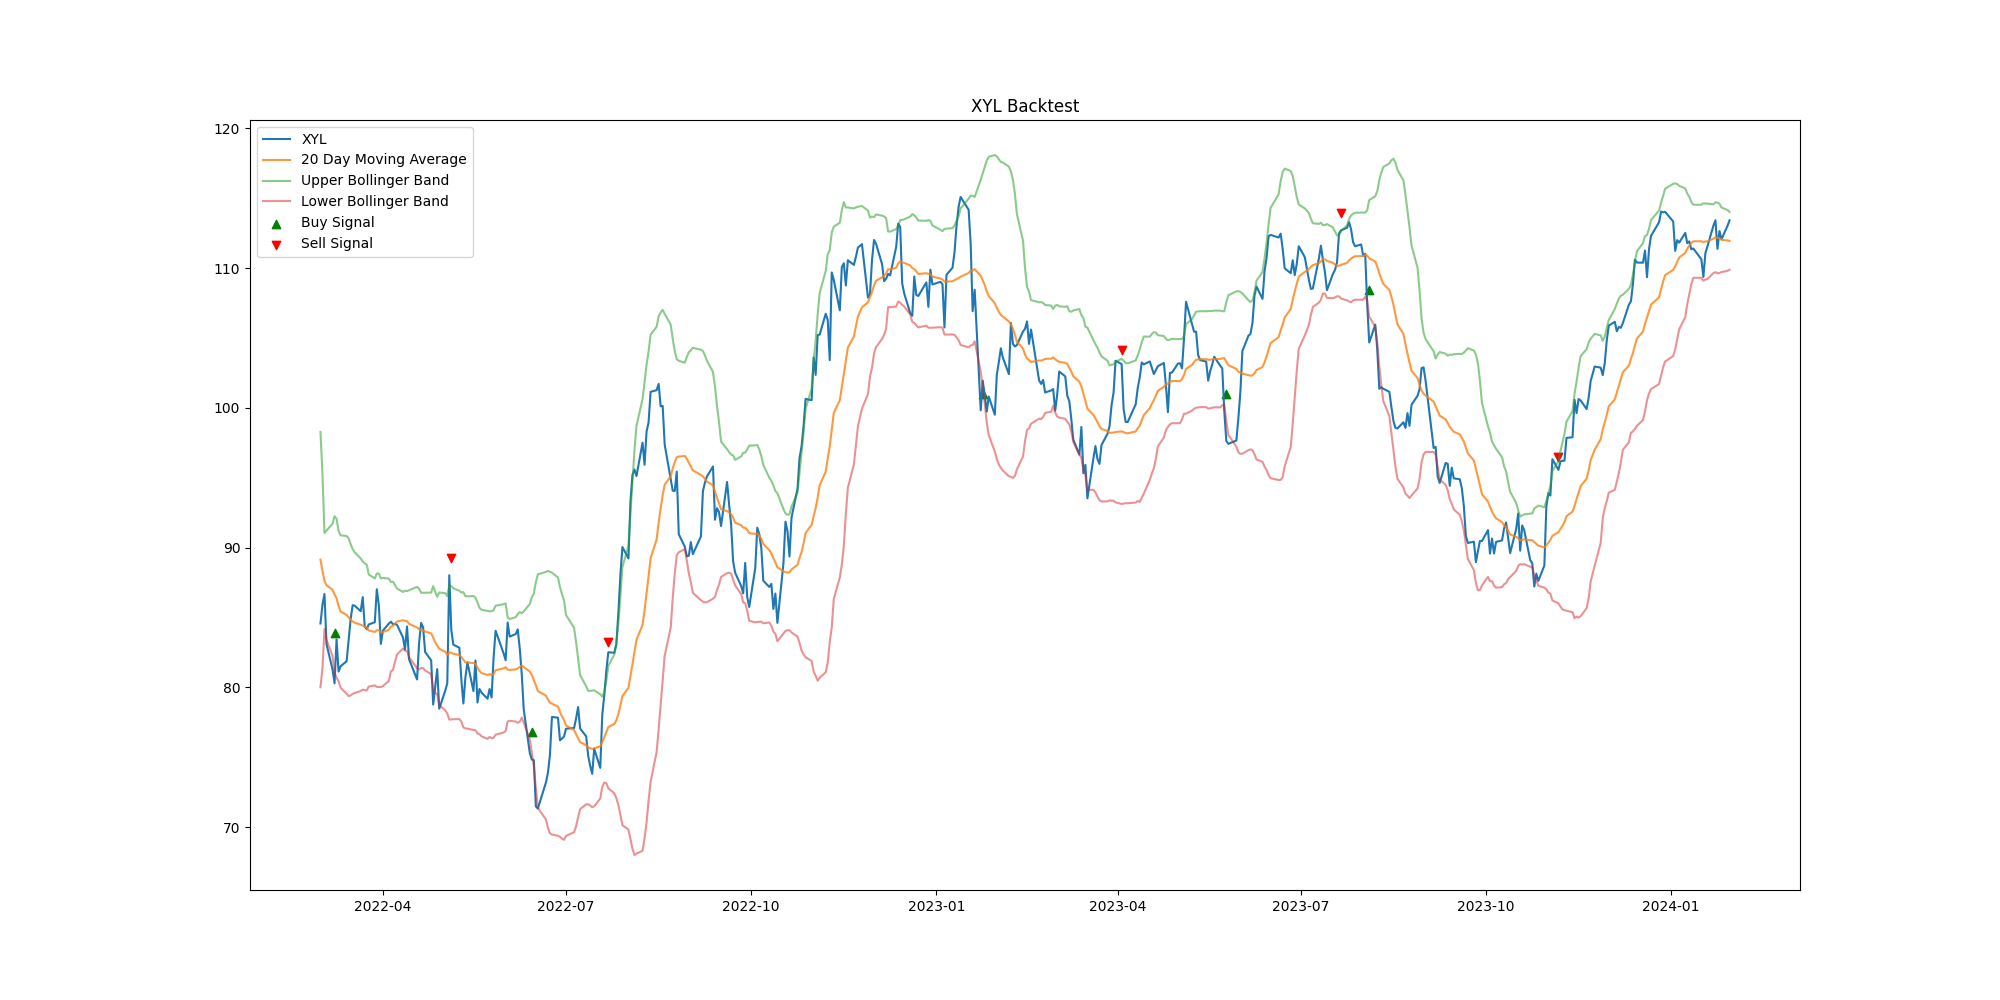 XYL Backtest
120
110
100
90
80
70
XYL
20 Day Moving Average
Upper Bollinger Band
Lower Bollinger Band
Buy Signal
Sell Signal
2022-04
2022-07
2022-10
2023-01
2023-04
2023-07
2023-10
2024-01